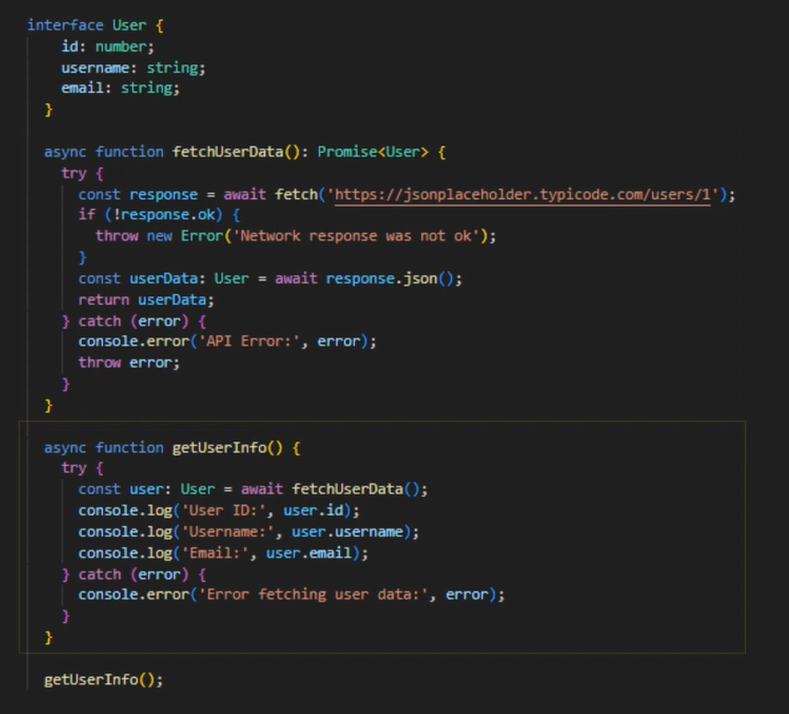 interface User {
id: number;
username: string;
email: string;
}
async function fetchUserData(): Promise<User> {
try {
const response = await fetch('https://jsonplaceholder.typicode.com/users/1');
if (!response.ok) {
throw new Error('Network response was not ok');
}
const userData: User = await response.json();
return userData;
} catch (error) {
console.error('API Error:', error);
throw error;
}
}
async function getUserInfo() {
try {
const user: User = await fetchUserData();
console.log('User ID:', user.id);
console.log('Username:', user.username);
console.log('Email:', user.email);
} catch (error) {
console.error('Error fetching user data:', error);
}
}
getUserInfo();